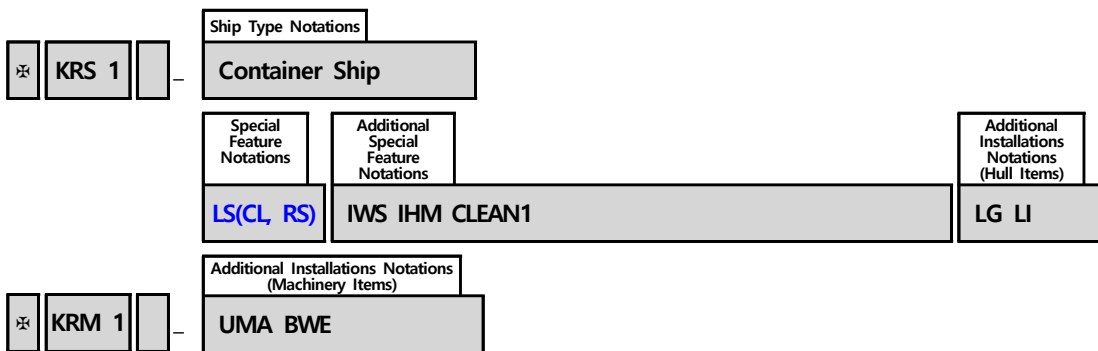 Ship Type Notations
✠ KRS 1 _ Container Ship
Special
Feature
Notations
Additional
Special
Feature
Notations
Additional
Installations
Notations
(Hull Items)
LS(CL, RS) IWS IHM CLEAN1 LG LI
Additional Installations Notations
(Machinery Items)
✠ KRM 1 _ UMA BWE